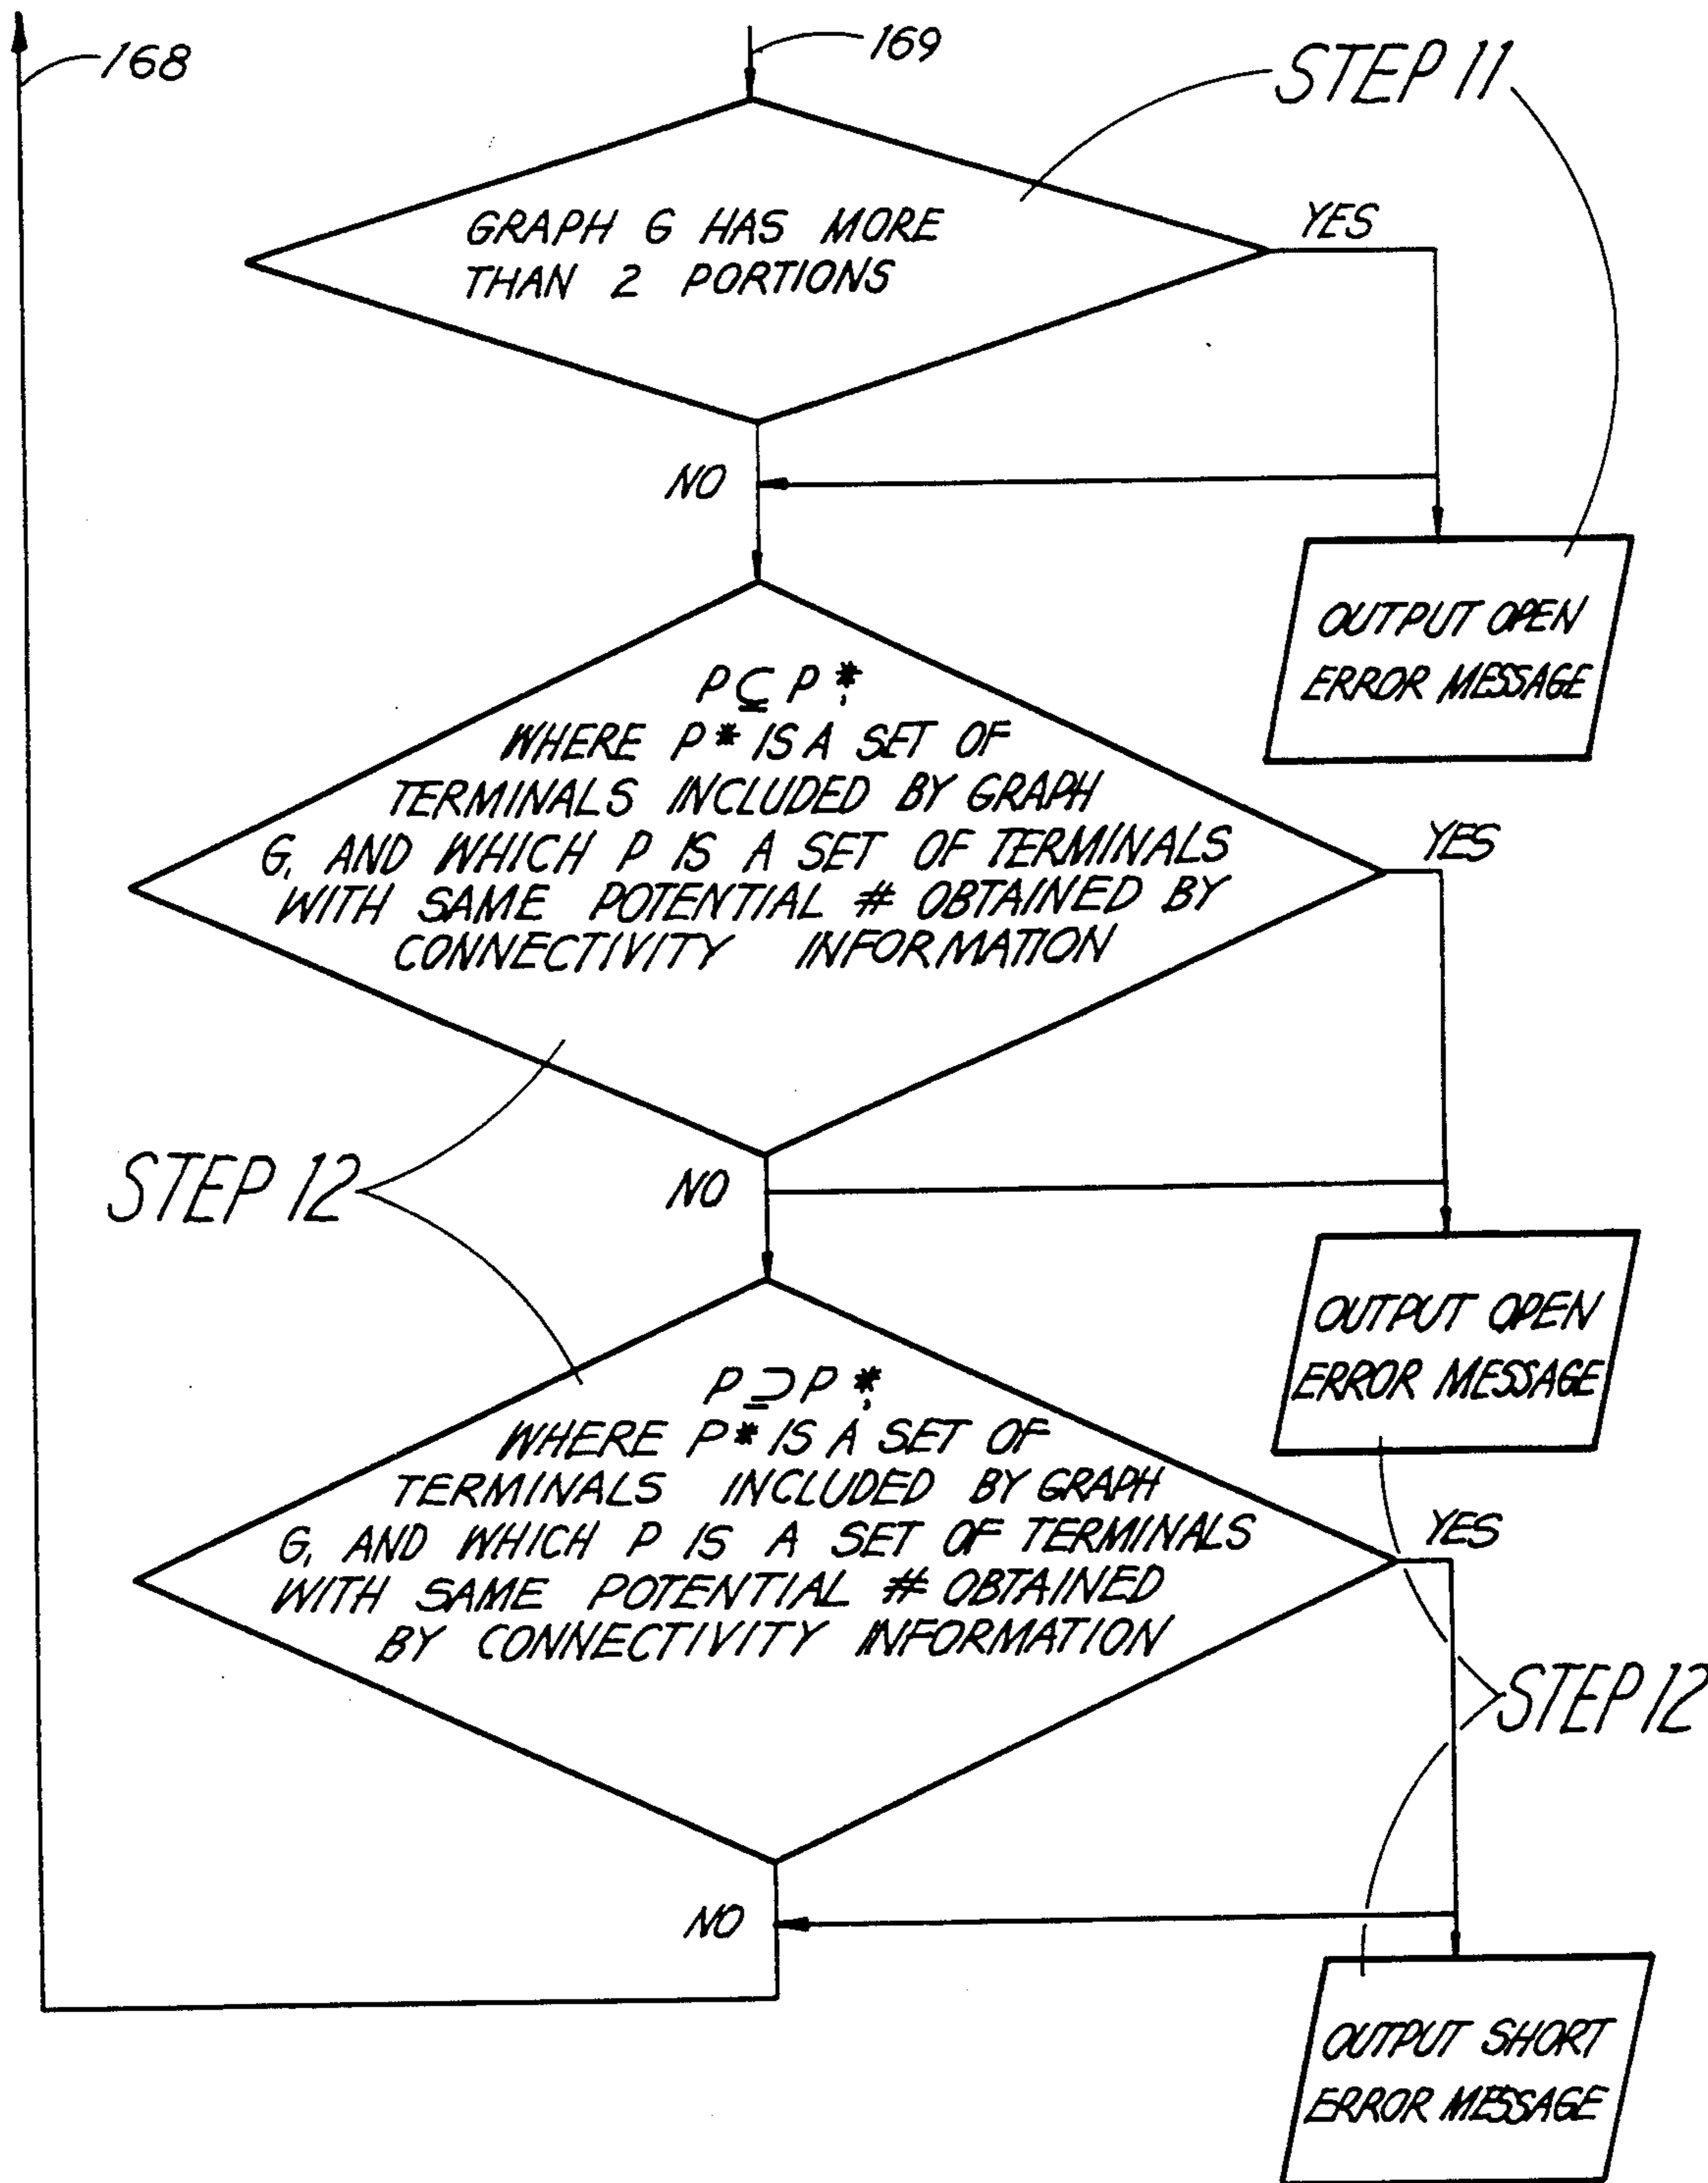 168
169
STEP 11
GRAPH G HAS MORE
THAN 2 PORTIONS
YES
NO
OUTPUT OPEN
ERROR MESSAGE
P ⊆ P*,
WHERE P* IS A SET OF
TERMINALS INCLUDED BY GRAPH
G, AND WHICH P IS A SET OF TERMINALS
WITH SAME POTENTIAL # OBTAINED BY
CONNECTIVITY INFORMATION
YES
STEP 12
NO
OUTPUT OPEN
ERROR MESSAGE
P ⊇ P*,
WHERE P* IS A SET OF
TERMINALS INCLUDED BY GRAPH
G, AND WHICH P IS A SET OF TERMINALS
WITH SAME POTENTIAL # OBTAINED
BY CONNECTIVITY INFORMATION
YES
STEP 12
NO
OUTPUT SHORT
ERROR MESSAGE